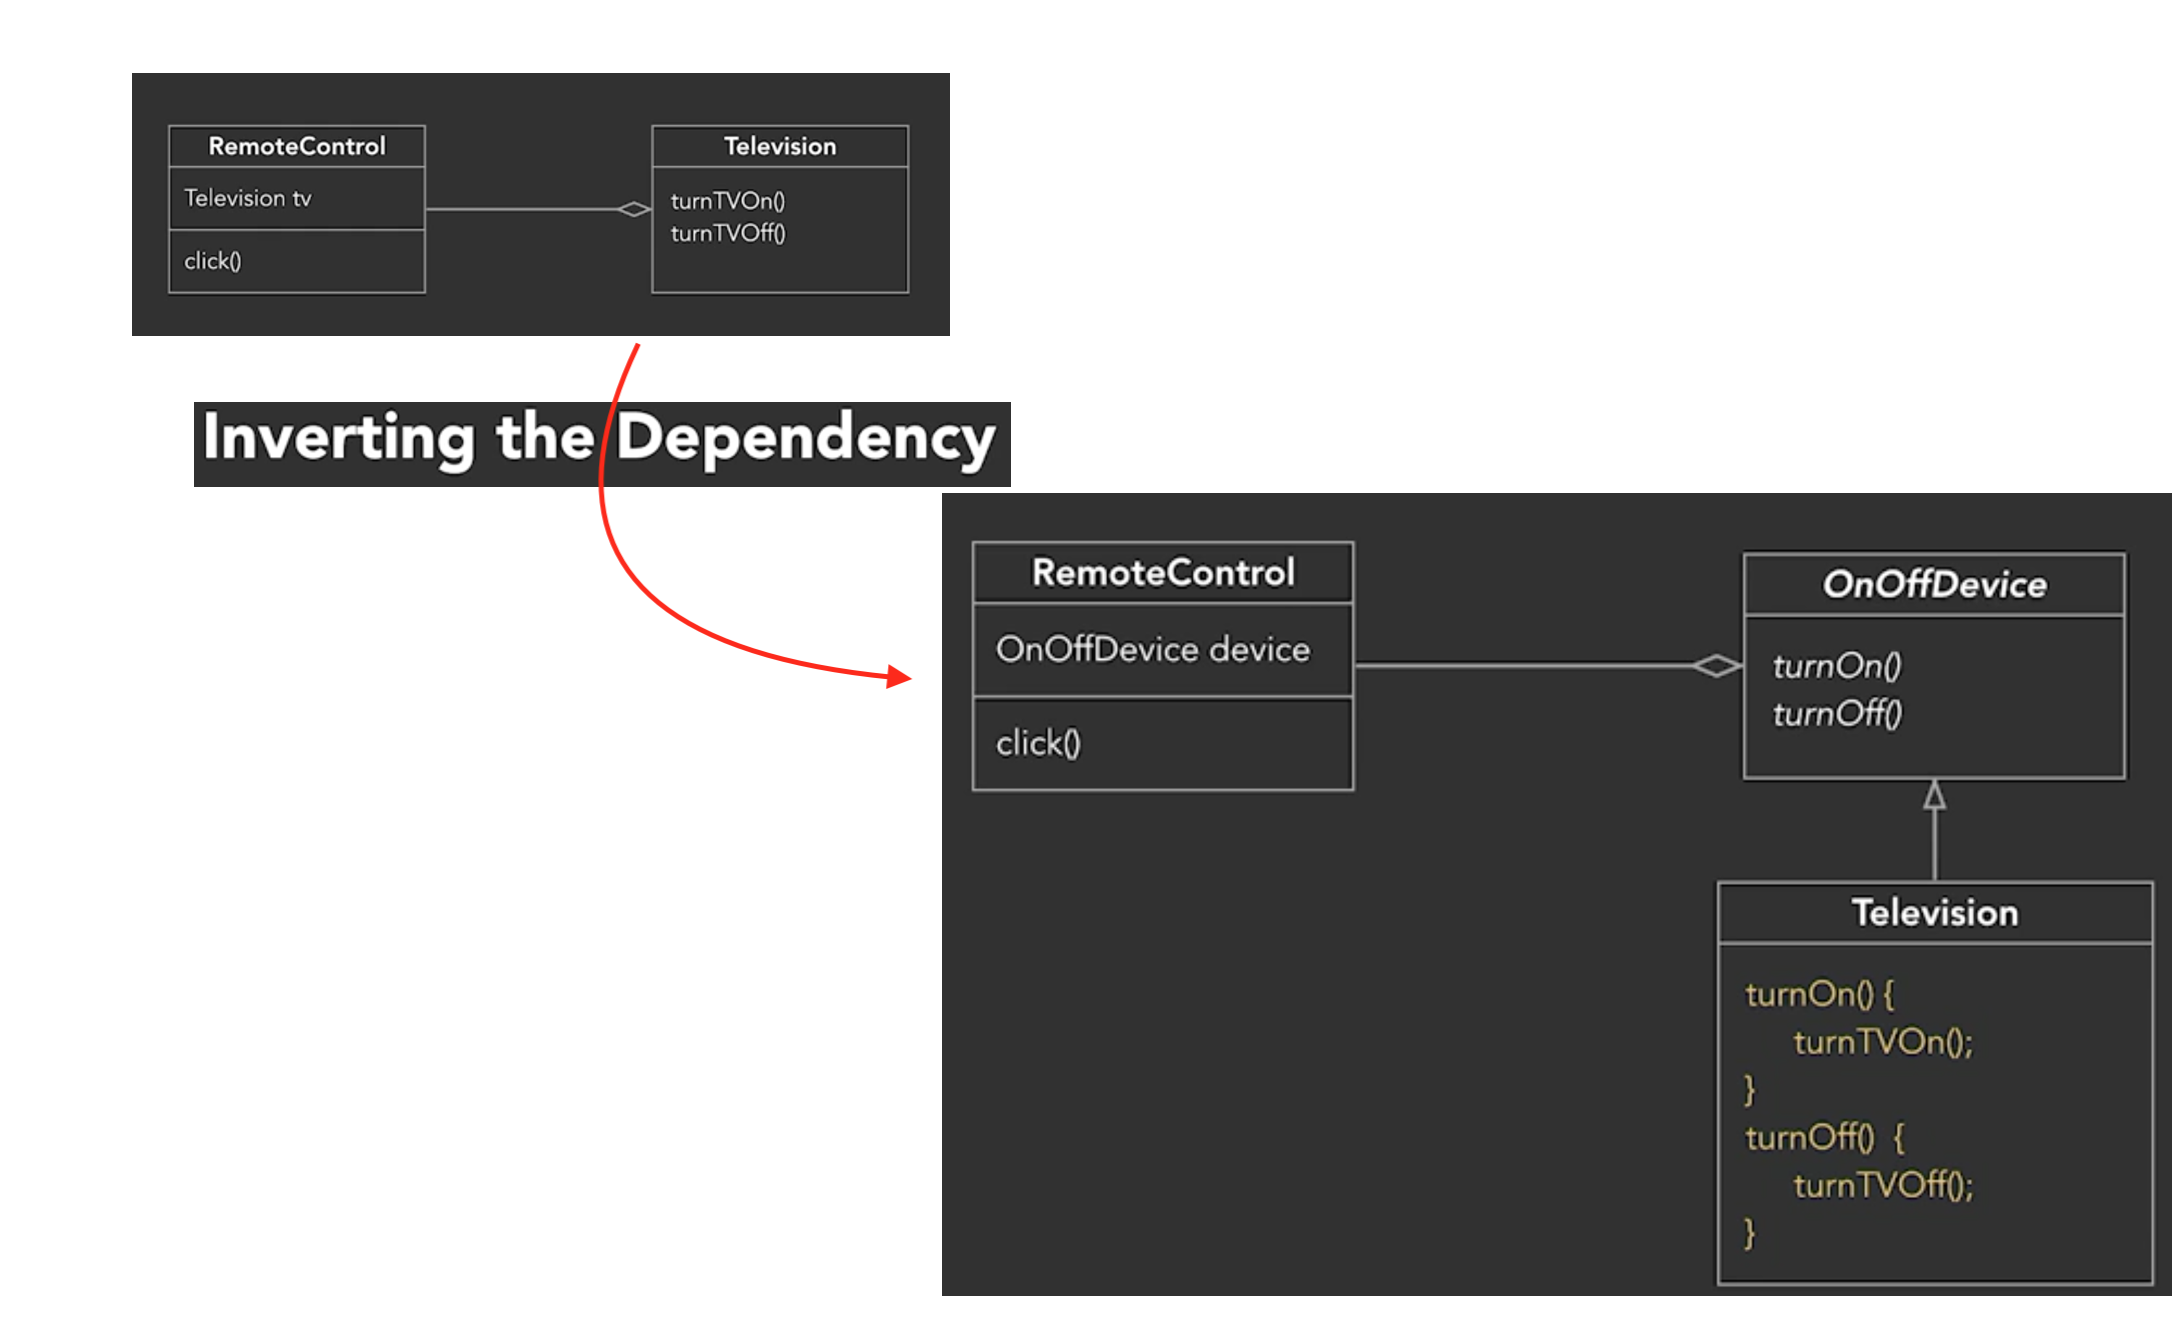 RemoteControl
Television tv
click()
Television
turnTVOn()
turnTVOff()
Inverting the Dependency
RemoteControl
OnOffDevice device
click()
OnOffDevice
turnOn()
turnOff()
Television
turnOn() {
turnTVOn();
}
turnOff() {
turnTVOff();
}